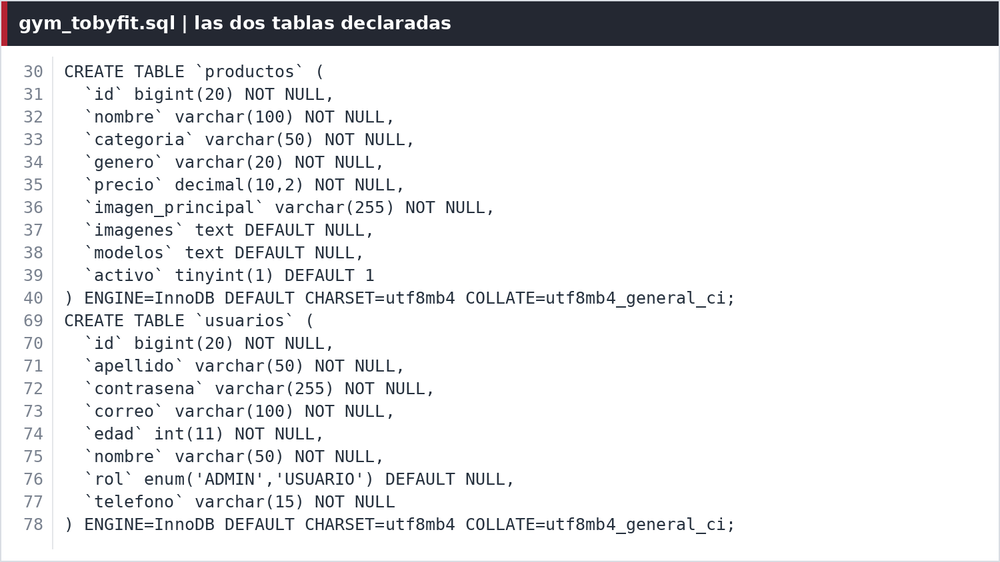 gym_tobyfit.sql | las dos tablas declaradas
30 CREATE TABLE `productos` (
31   `id` bigint(20) NOT NULL,
32   `nombre` varchar(100) NOT NULL,
33   `categoria` varchar(50) NOT NULL,
34   `genero` varchar(20) NOT NULL,
35   `precio` decimal(10,2) NOT NULL,
36   `imagen_principal` varchar(255) NOT NULL,
37   `imagenes` text DEFAULT NULL,
38   `modelos` text DEFAULT NULL,
39   `activo` tinyint(1) DEFAULT 1
40 ) ENGINE=InnoDB DEFAULT CHARSET=utf8mb4 COLLATE=utf8mb4_general_ci;
69 CREATE TABLE `usuarios` (
70   `id` bigint(20) NOT NULL,
71   `apellido` varchar(50) NOT NULL,
72   `contrasena` varchar(255) NOT NULL,
73   `correo` varchar(100) NOT NULL,
74   `edad` int(11) NOT NULL,
75   `nombre` varchar(50) NOT NULL,
76   `rol` enum('ADMIN','USUARIO') DEFAULT NULL,
77   `telefono` varchar(15) NOT NULL
78 ) ENGINE=InnoDB DEFAULT CHARSET=utf8mb4 COLLATE=utf8mb4_general_ci;